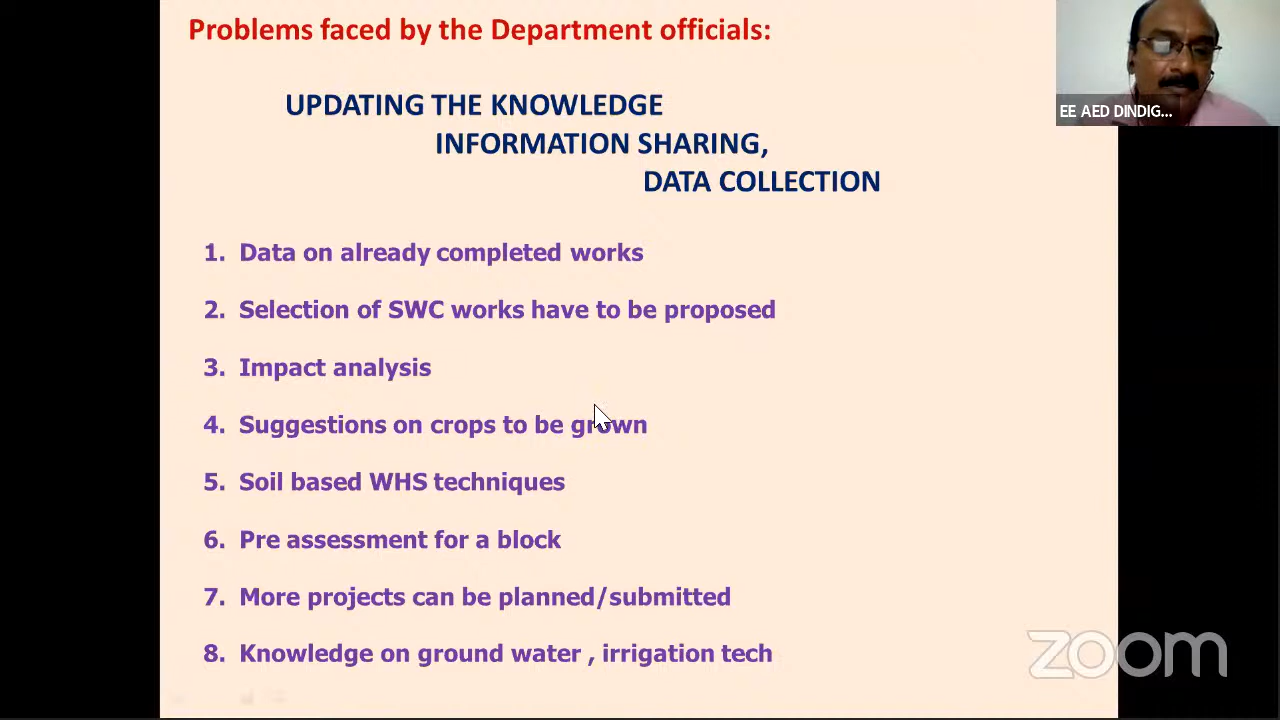 Problems faced by the Department officials:
EE AED DINDIG...
UPDATING THE KNOWLEDGE
INFORMATION SHARING,
DATA COLLECTION
1. Data on already completed works
2. Selection of SWC works have to be proposed
3. Impact analysis
4. Suggestions on crops to be grown
5. Soil based WHS techniques
6. Pre assessment for a block
7. More projects can be planned/submitted
8. Knowledge on ground water , irrigation tech
zoom